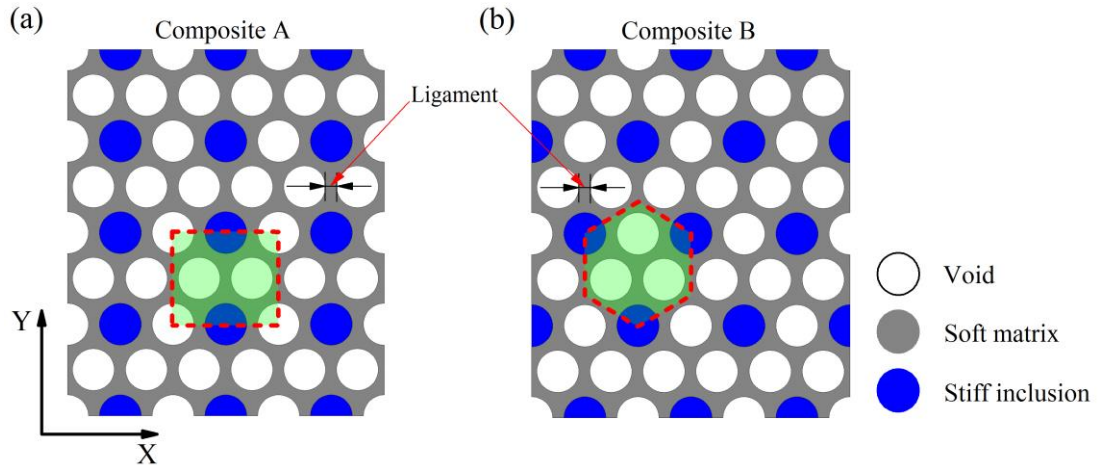 (a)
Composite A
(b)
Composite B
Ligament
Void
Soft matrix
Stiff inclusion
Y
X